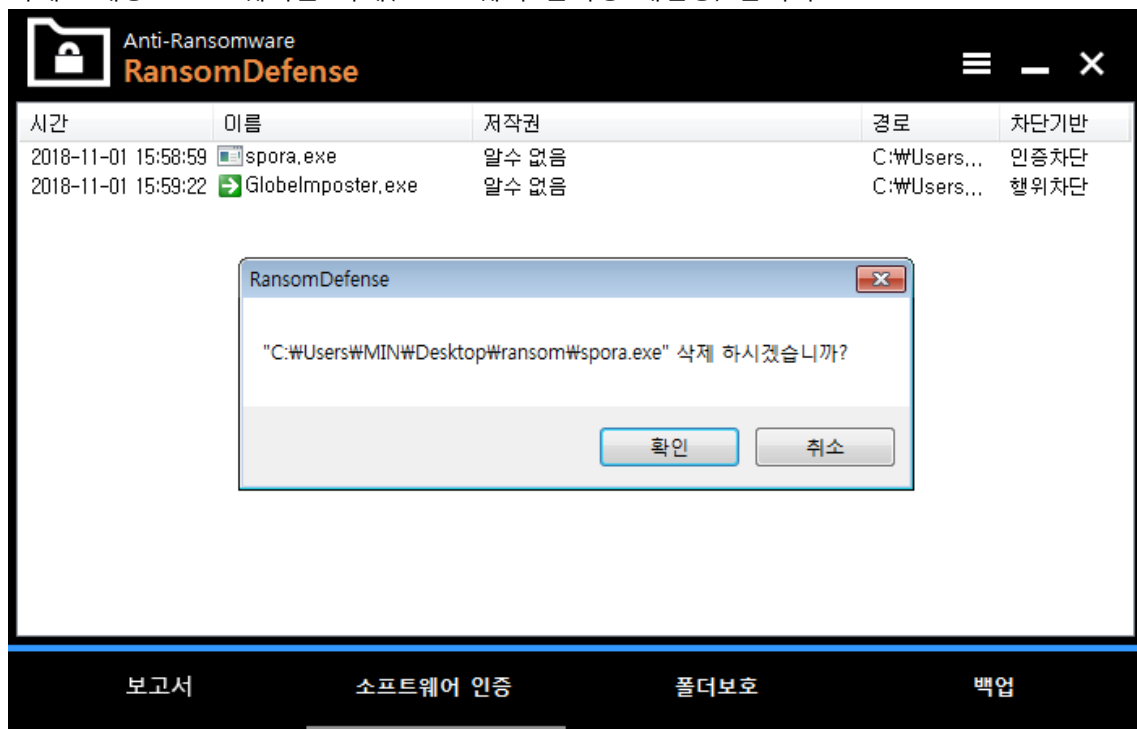 Anti-Ransomware
RansomDefense
시간 이름 저작권 경로 차단기반
2018-11-01 15:58:59 spora.exe 알수 없음 C:₩Users... 인증차단
2018-11-01 15:59:22 GlobeImposter.exe 알수 없음 C:₩Users... 행위차단
RansomDefense
"C:₩Users₩MIN₩Desktop₩ransom₩spora.exe" 삭제 하시겠습니까?
확인 취소
보고서 소프트웨어 인증 폴더보호 백업